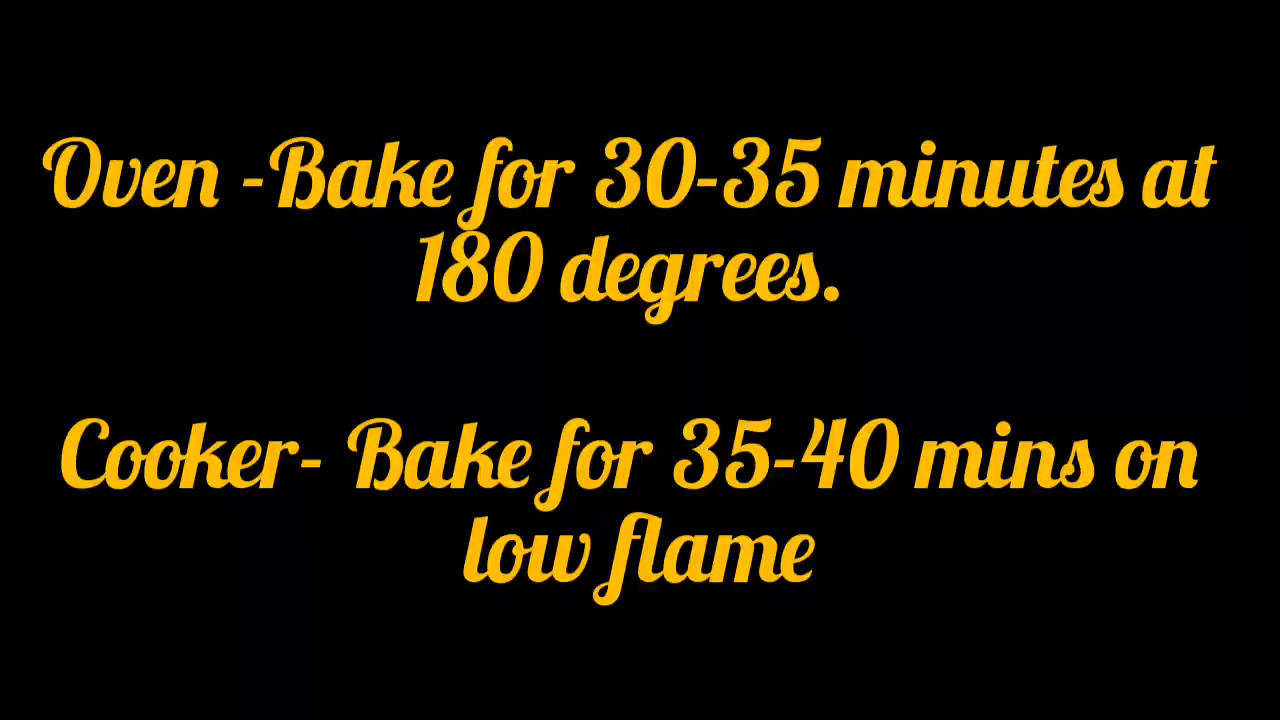 Oven -Bake for 30-35 minutes at
180 degrees.
Cooker- Bake for 35-40 mins on
low flame